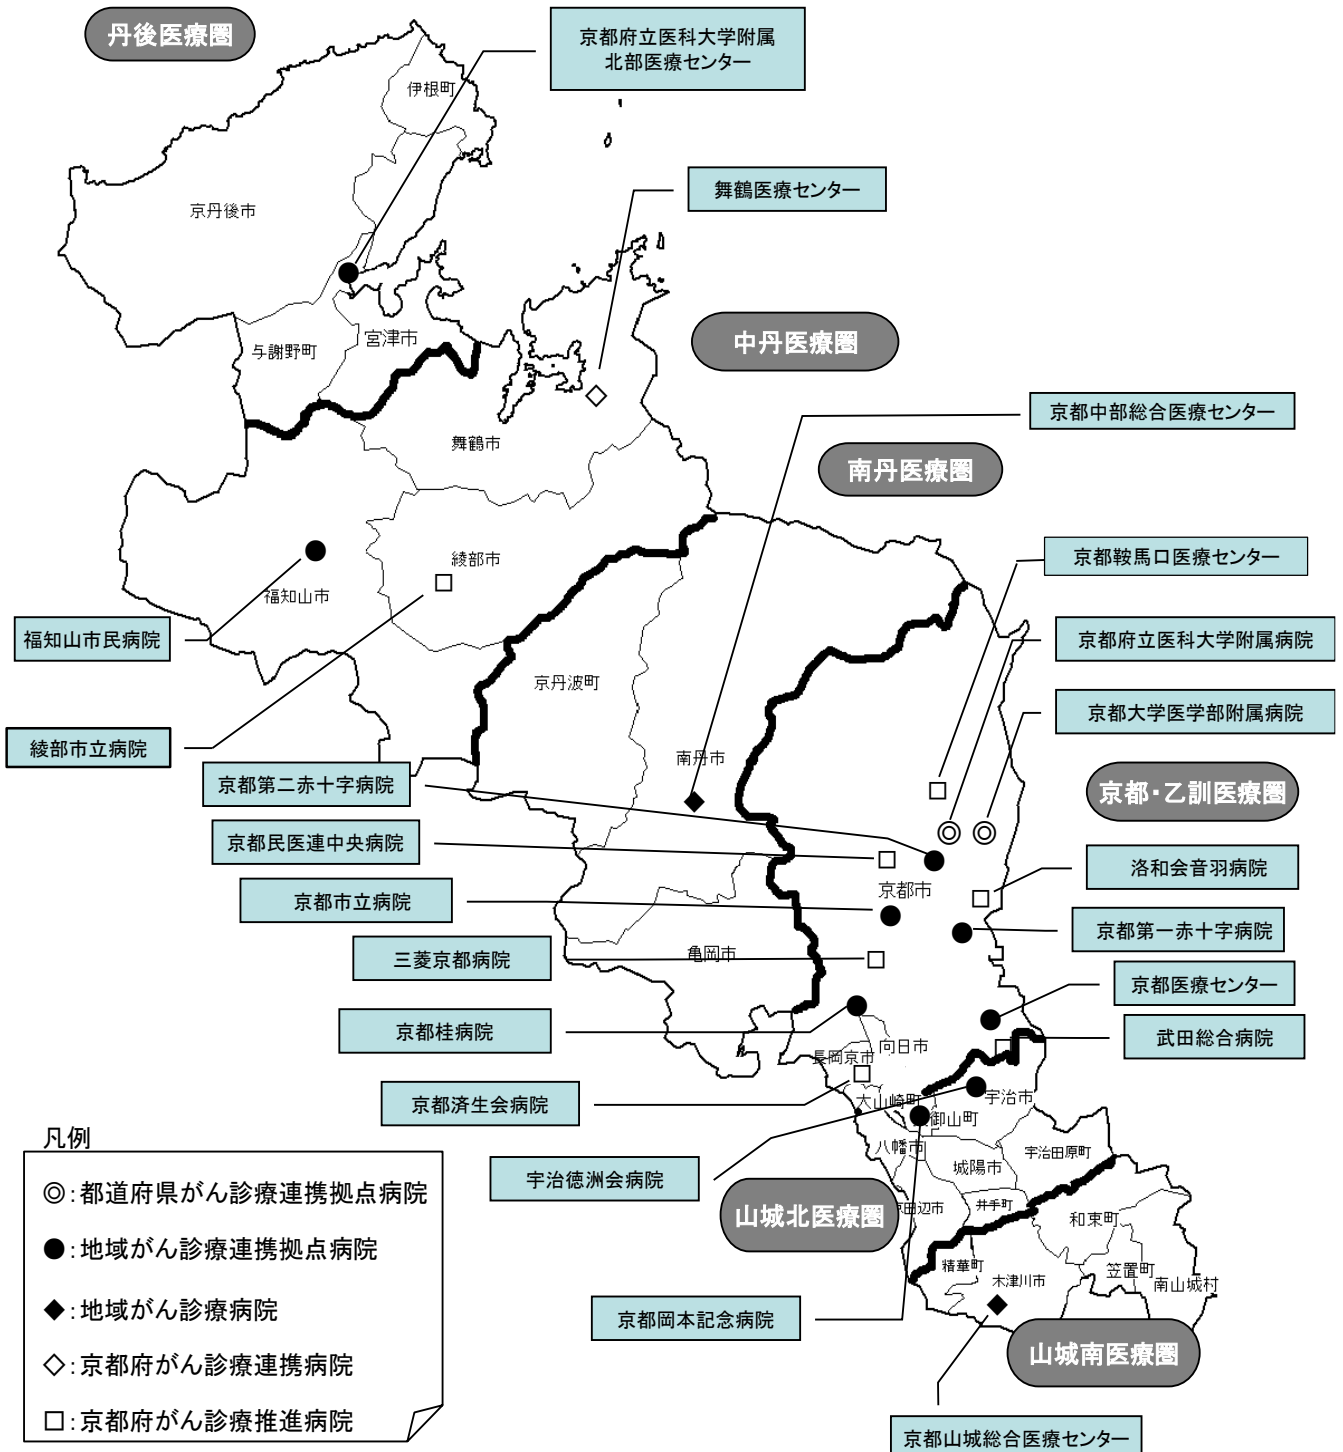 丹後医療圏
京都府立医科大学附属
北部医療センター
伊根町
舞鶴医療センター
京丹後市
宮津市
与謝野町
中丹医療圏
京都中部総合医療センター
舞鶴市
南丹医療圏
京都鞍馬口医療センター
綾部市
福知山市
福知山市民病院
京都府立医科大学附属病院
京丹波町
京都大学医学部附属病院
綾部市立病院
南丹市
京都第二赤十字病院
京都・乙訓医療圏
京都民医連中央病院
洛和会音羽病院
京都市
京都市立病院
京都第一赤十字病院
三菱京都病院
亀岡市
京都医療センター
京都桂病院
武田総合病院
向日市
長岡京市
京都済生会病院
大山崎町
宇治市
御山町
八幡市
宇治田原町
城陽市
宇治徳洲会病院
山城北医療圏
田辺市
井手町
和束町
精華町
木津川市
笠置町
南山城村
京都岡本記念病院
山城南医療圏
京都山城総合医療センター
凡例
◎:都道府県がん診療連携拠点病院
●:地域がん診療連携拠点病院
◆:地域がん診療病院
◇:京都府がん診療連携病院
□:京都府がん診療推進病院